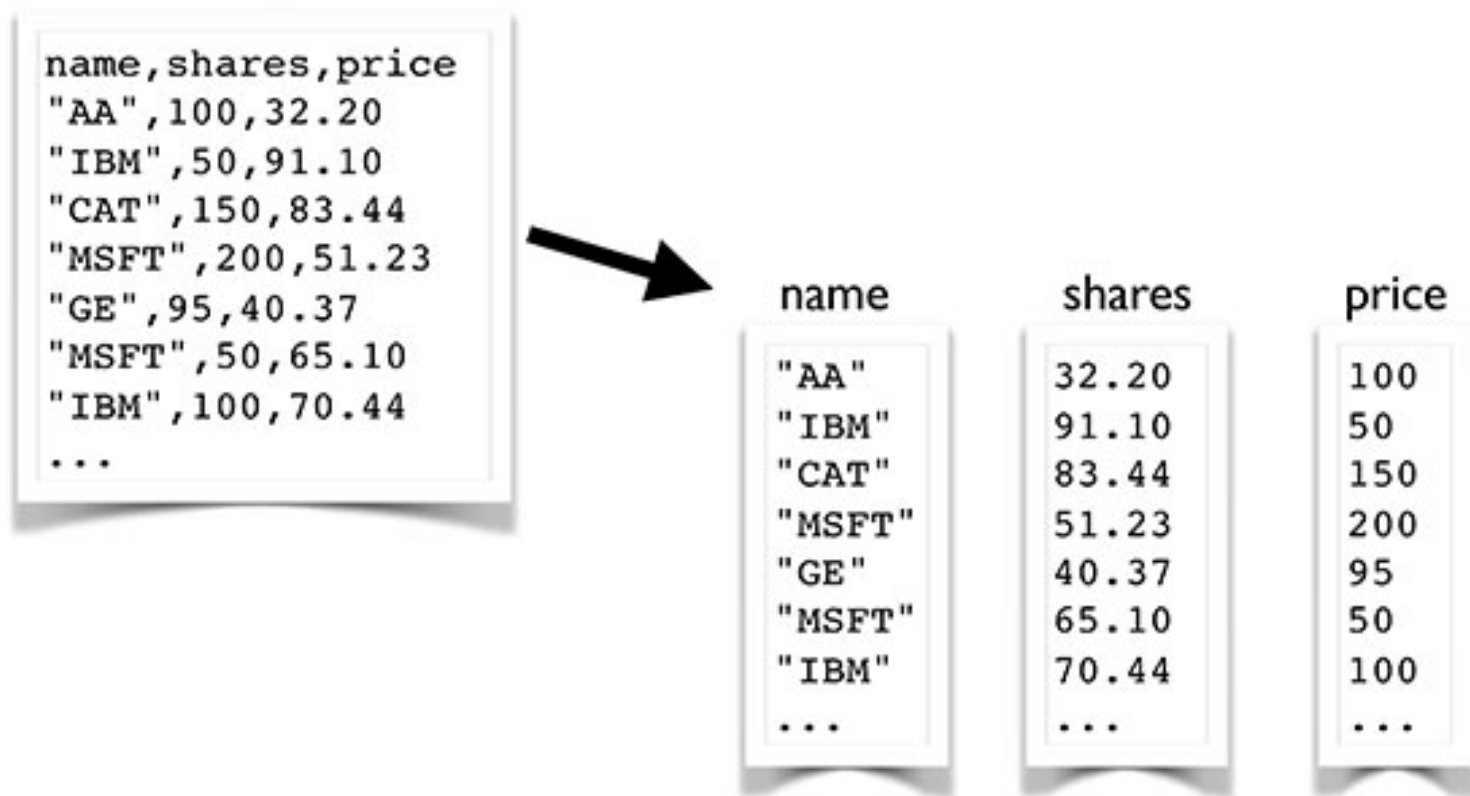 name,shares,price
"AA",100,32.20
"IBM",50,91.10
"CAT",150,83.44
"MSFT",200,51.23
"GE",95,40.37
"MSFT",50,65.10
"IBM",100,70.44
...
name
"AA"
"IBM"
"CAT"
"MSFT"
"GE"
"MSFT"
"IBM"
...
shares
32.20
91.10
83.44
51.23
40.37
65.10
70.44
...
price
100
50
150
200
95
50
100
...